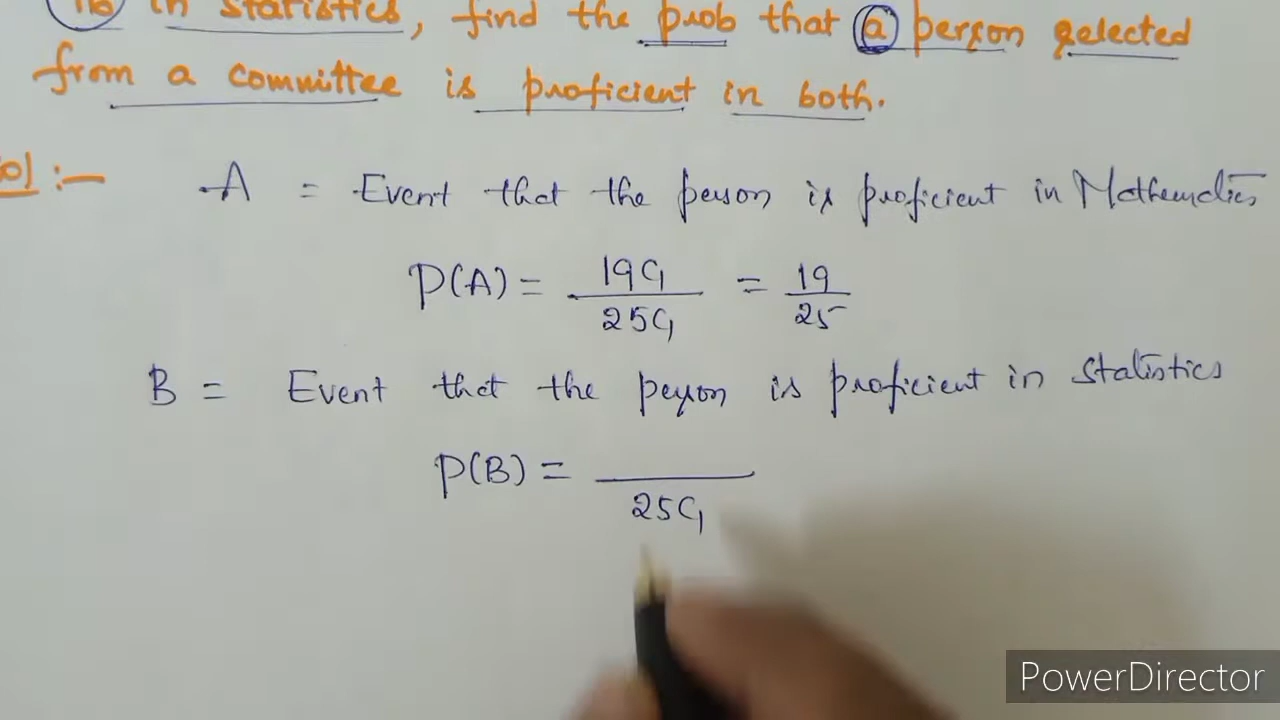 in statistics, find the prob that a person selected
from a committee is proficient in both.
:— A = Event that the person is proficient in Mathematics
P(A) = 19C1 / 25C1 = 19 / 25
B = Event that the person is proficient in Statistics
P(B) = 25C1
PowerDirector